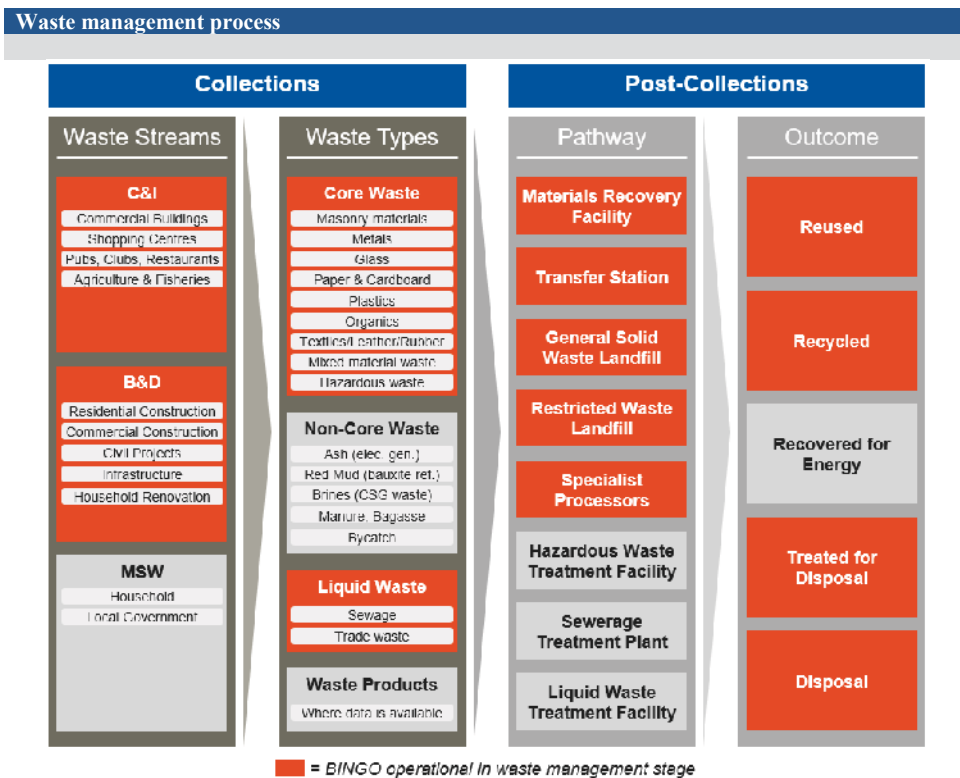 Waste management process
Collections
Post-Collections
Waste Streams
C&I
Commercial Buildings
Shopping Centres
Pubs, Clubs, Restaurants
Agriculture & Fisheries
B&D
Residential Construction
Commercial Construction
Civil Projects
Infrastructure
Household Renovation
MSW
Household
Local Government
Waste Types
Core Waste
Masonry materials
Metals
Glass
Paper & Cardboard
Plastics
Organics
Textiles/Leather/Rubber
Mixed material waste
Hazardous waste
Non-Core Waste
Ash (elec. gen.)
Red Mud (bauxite ref.)
Brines (CSG waste)
Manure, Bagasse
Bycatch
Liquid Waste
Sewage
Trade waste
Waste Products
Where data is available
Pathway
Materials Recovery
Facility
Transfer Station
General Solid
Waste Landfill
Restricted Waste
Landfill
Specialist
Processors
Hazardous Waste
Treatment Facility
Sewerage
Treatment Plant
Liquid Waste
Treatment Facility
Outcome
Reused
Recycled
Recovered for
Energy
Treated for
Disposal
Disposal
= BINGO operational in waste management stage